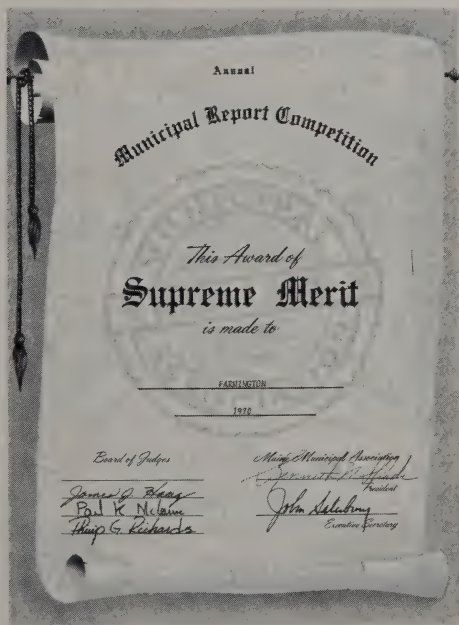 Annual
Municipal Report Competition
This Award of
Supreme Merit
is made to
FARMINGTON
1970
Board of Judges
Maine Municipal Association
President
James J. Haag
Paul K.
John Salisbury
Philip G. Richards
Executive Secretary